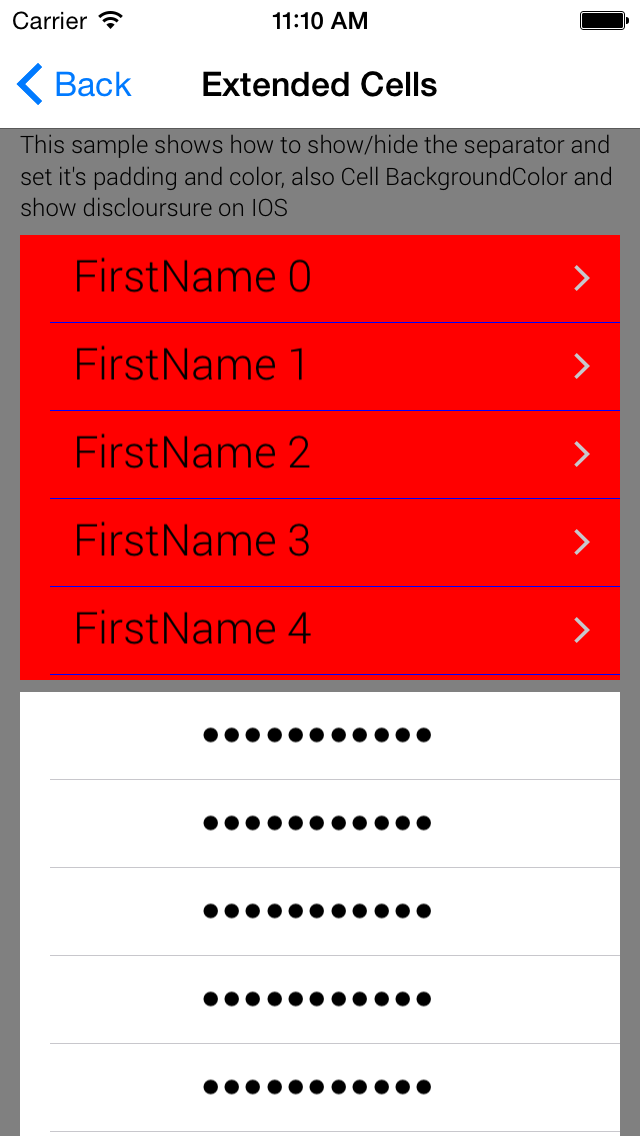 Carrier 11:10 AM
Back Extended Cells
This sample shows how to show/hide the separator and
set it's padding and color, also Cell BackgroundColor and
show discloursure on IOS
FirstName 0
FirstName 1
FirstName 2
FirstName 3
FirstName 4
●●●●●●●●●●●
●●●●●●●●●●●
●●●●●●●●●●●
●●●●●●●●●●●
●●●●●●●●●●●